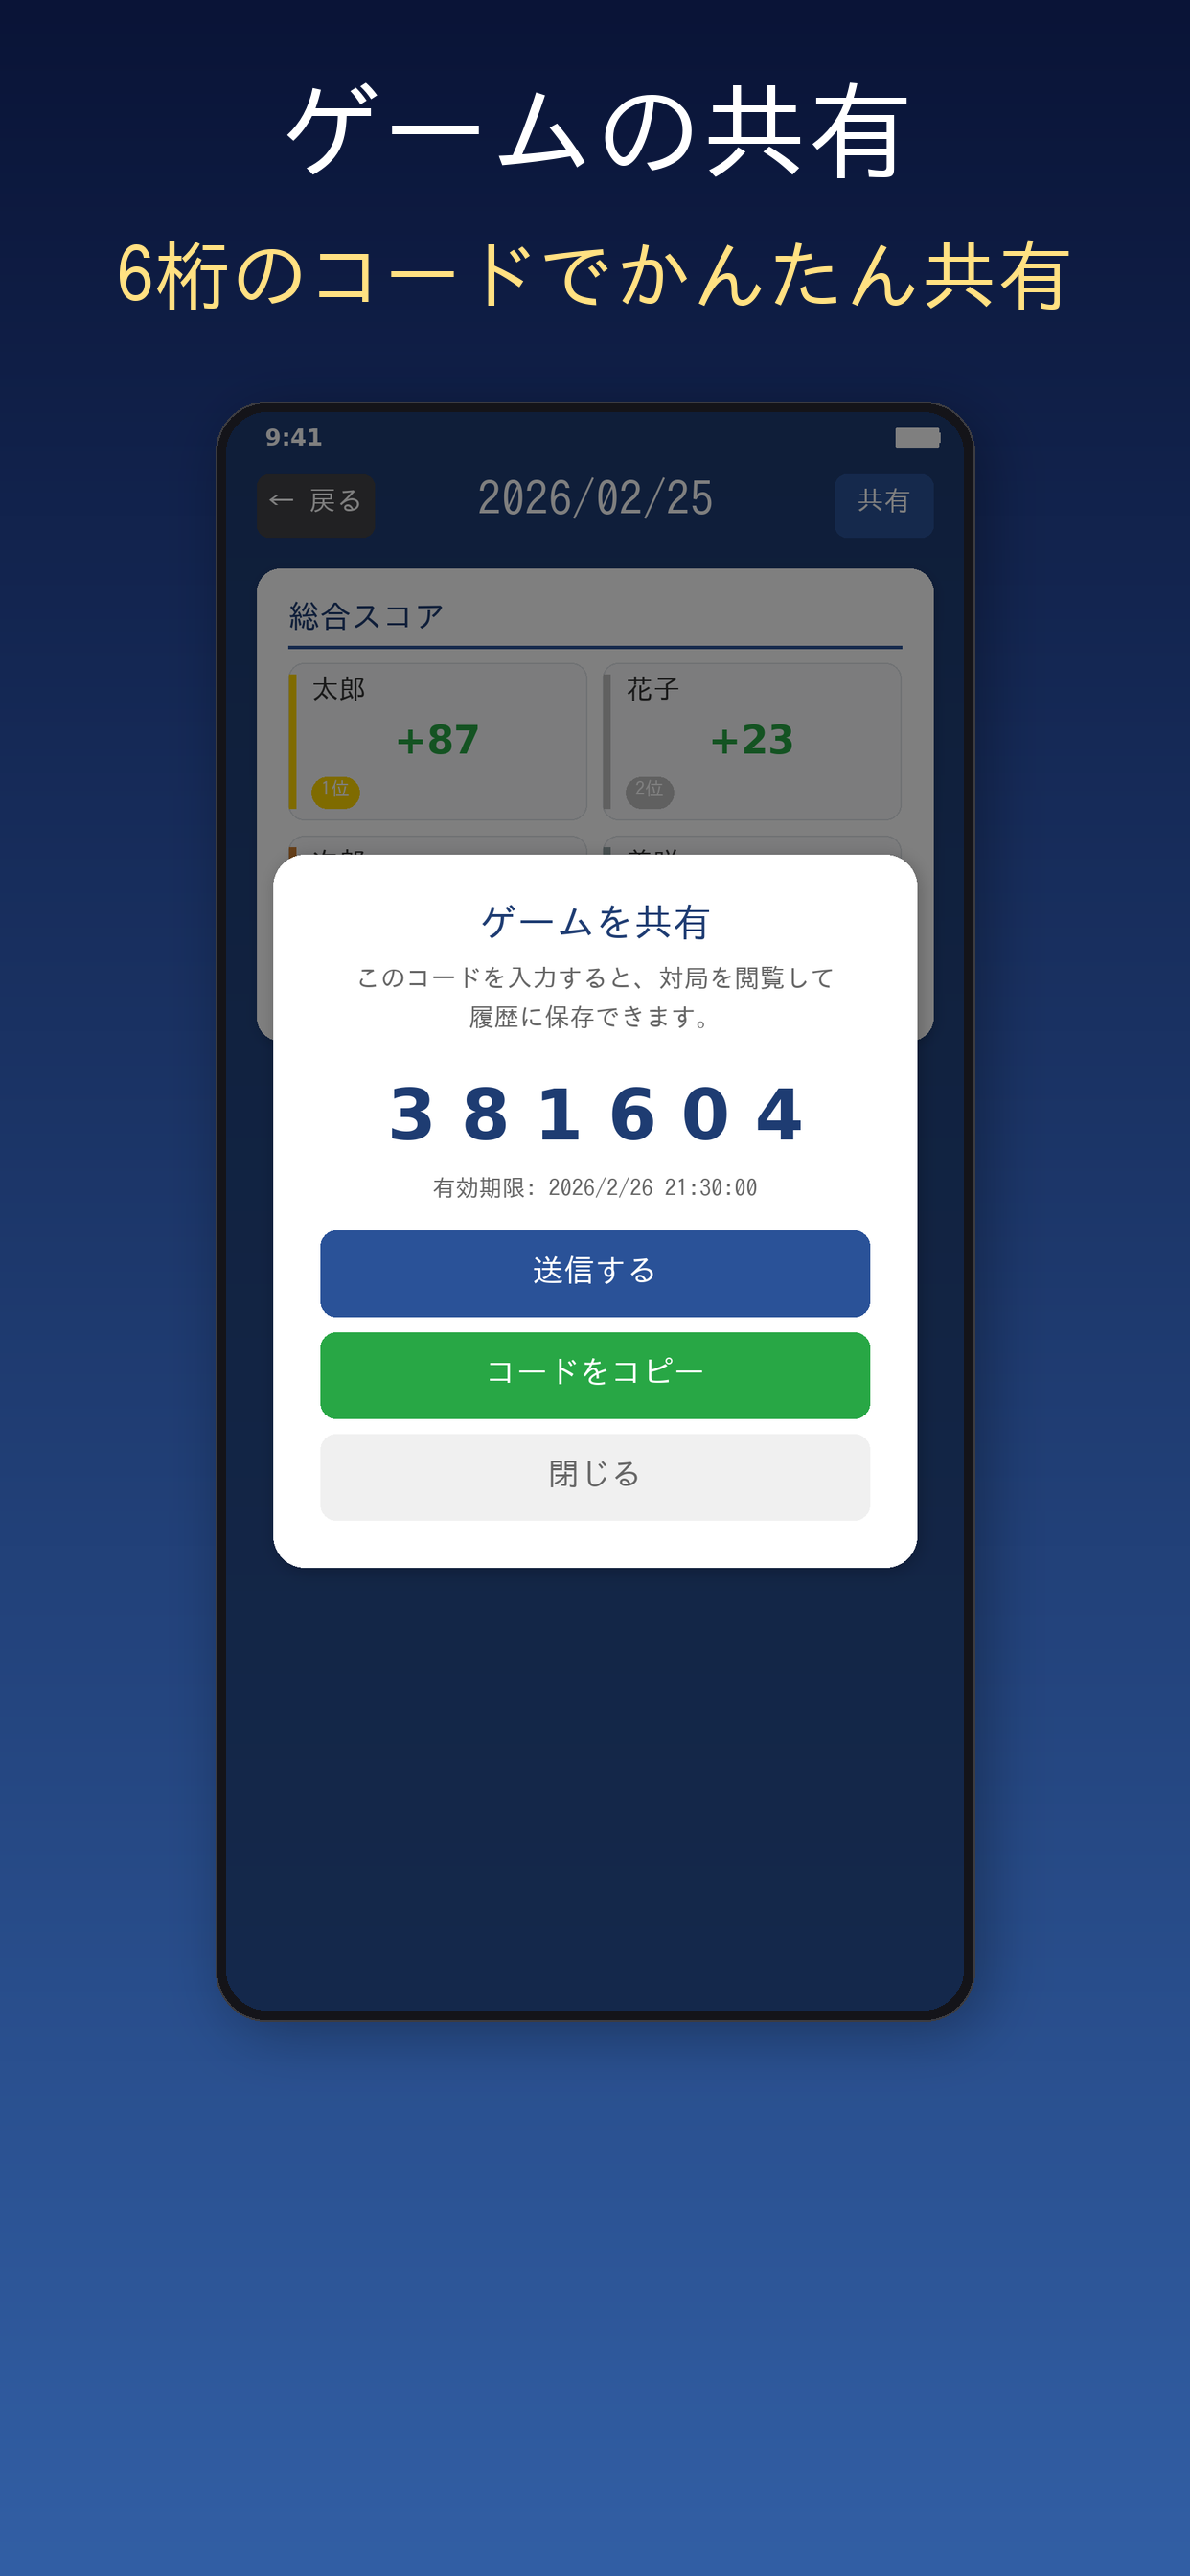 ゲームの共有
6桁のコードでかんたん共有
9:41
← 戻る
2026/02/25
共有
総合スコア
太郎
花子
+87
+23
1位
2位
ゲームを共有
このコードを入力すると、対局を閲覧して
履歴に保存できます。
3 8 1 6 0 4
有効期限: 2026/2/26 21:30:00
送信する
コードをコピー
閉じる